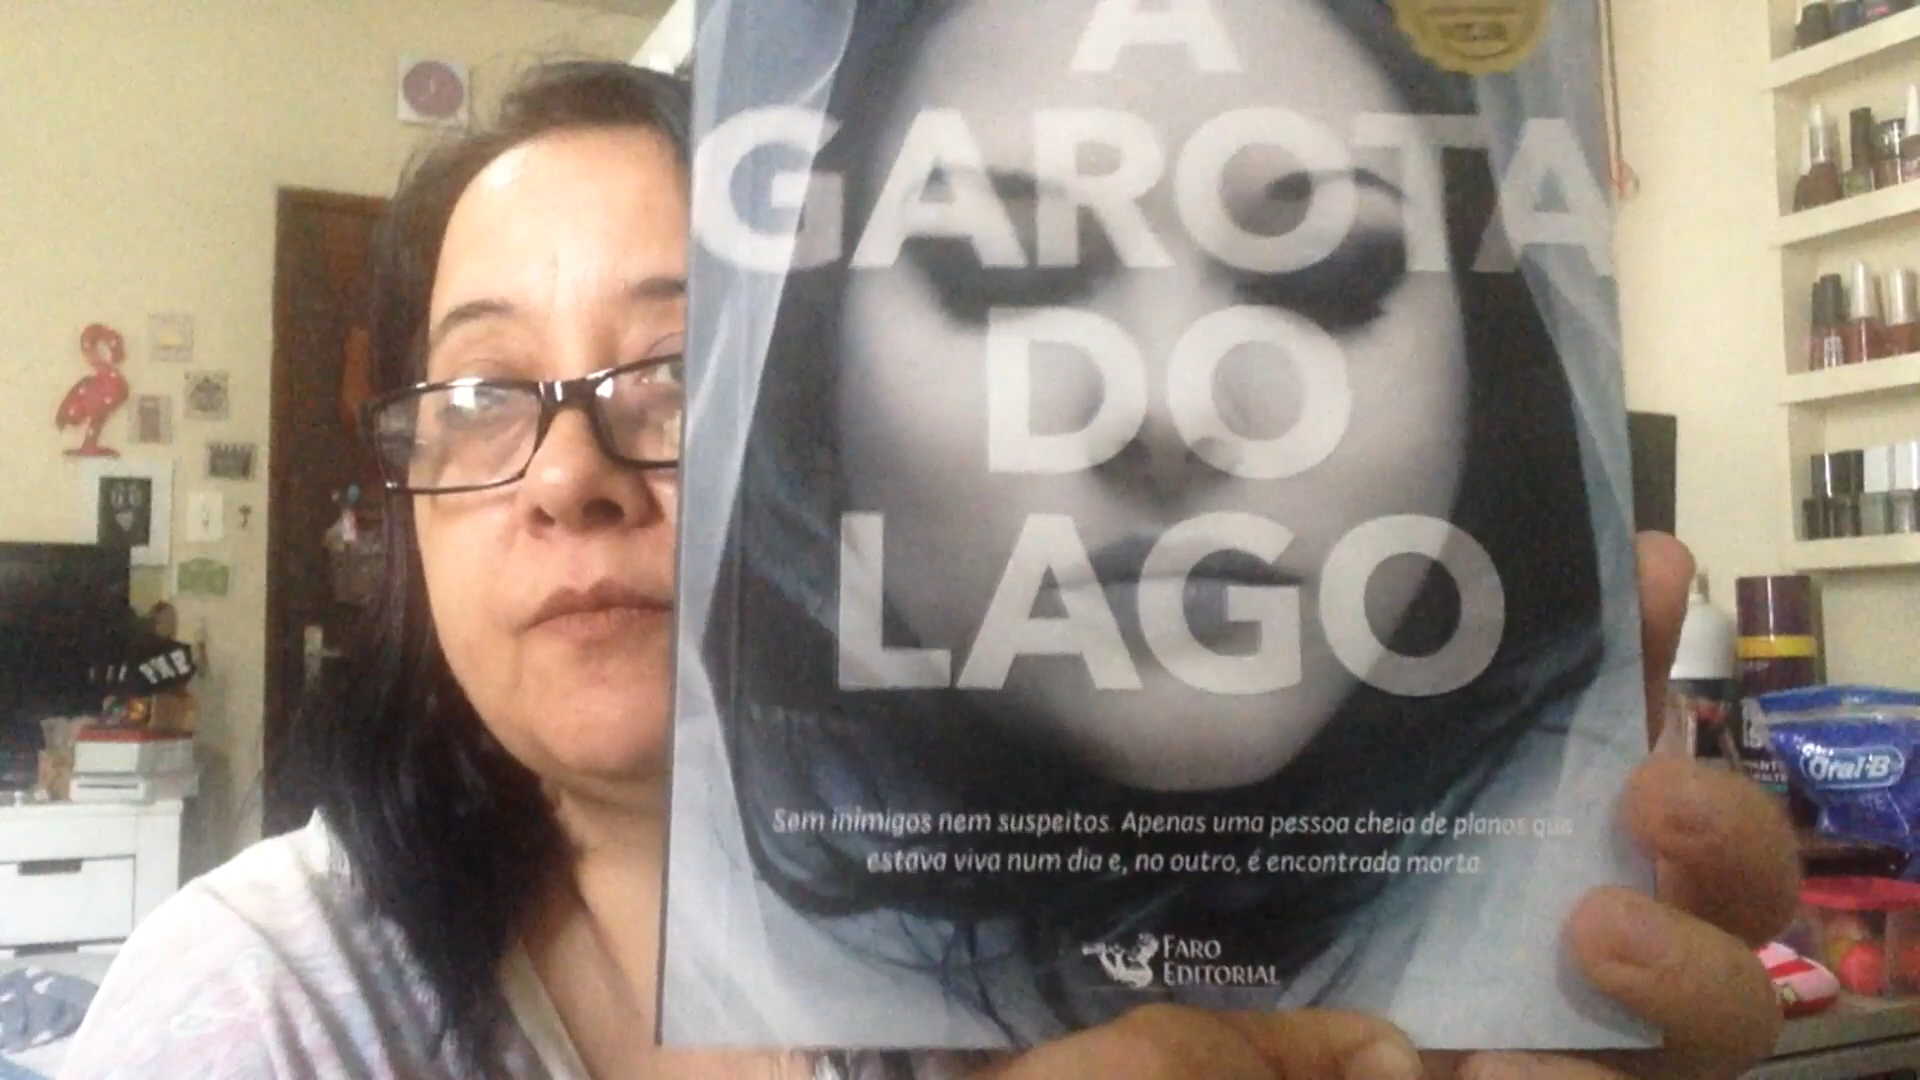 A
GAROTA
DO
LAGO
Sem inimigos nem suspeitos. Apenas uma pessoa cheia de planos que
estava viva num dia e, no outro, é encontrada morta.
FARO
EDITORIAL
Oral-B